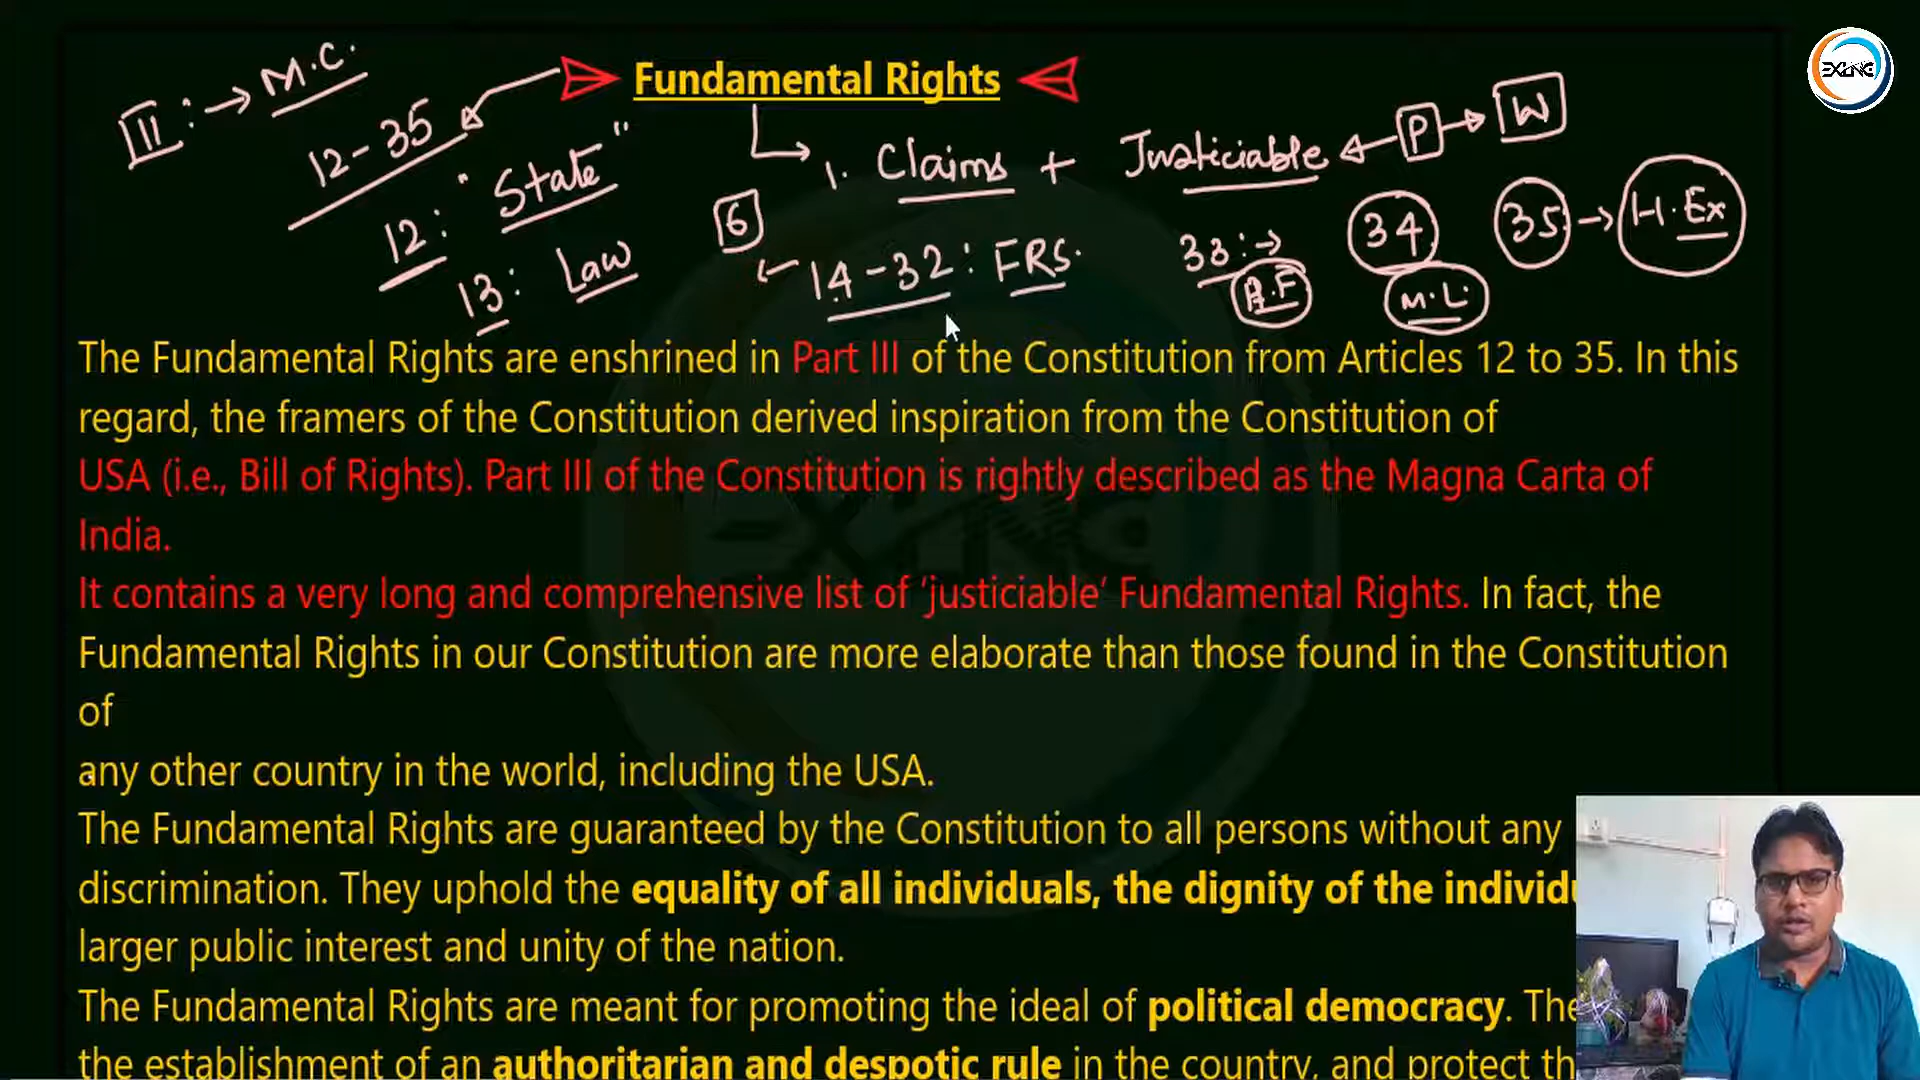 III : → M.C.
Fundamental Rights
EXLNC
12-35
1. Claims + Justiciable ← P → W
12 : "State"
6
← 14-32 : FRS.
33 : → A.F
34
M.L.
35 → H.Ex
13 : Law
The Fundamental Rights are enshrined in Part III of the Constitution from Articles 12 to 35. In this
regard, the framers of the Constitution derived inspiration from the Constitution of
USA (i.e., Bill of Rights). Part III of the Constitution is rightly described as the Magna Carta of
India.
It contains a very long and comprehensive list of ‘justiciable’ Fundamental Rights. In fact, the
Fundamental Rights in our Constitution are more elaborate than those found in the Constitution
of
any other country in the world, including the USA.
The Fundamental Rights are guaranteed by the Constitution to all persons without any
discrimination. They uphold the equality of all individuals, the dignity of the individu
larger public interest and unity of the nation.
The Fundamental Rights are meant for promoting the ideal of political democracy. The
the establishment of an authoritarian and despotic rule in the country, and protect th